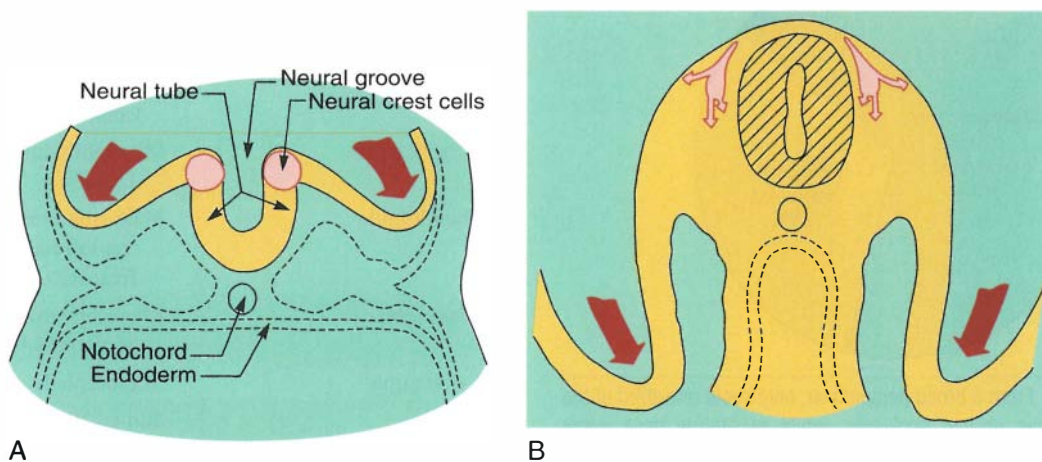 Neural groove
Neural tube
Neural crest cells
Notochord
Endoderm
A
B